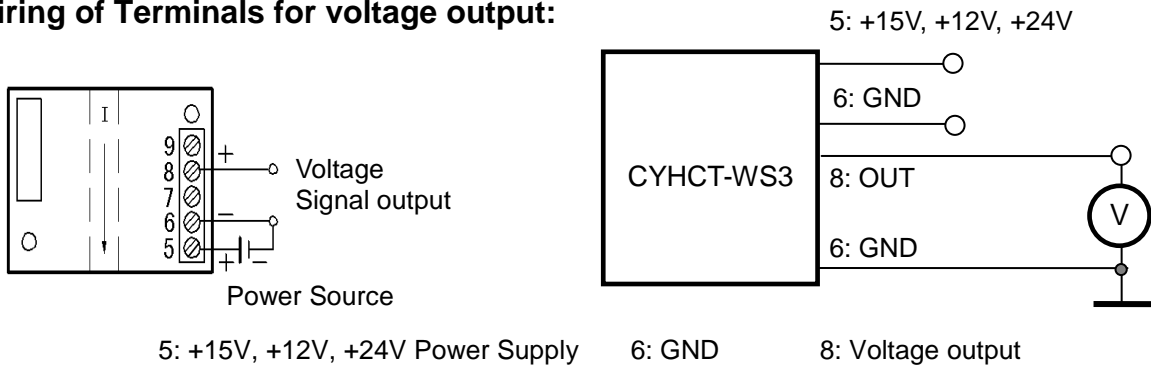 iring of Terminals for voltage output:
I
9
8
7
6
5
+
−
+
−
Voltage
Signal output
Power Source
5: +15V, +12V, +24V
6: GND
CYHCT-WS3
8: OUT
V
6: GND
5: +15V, +12V, +24V Power Supply 6: GND 8: Voltage output